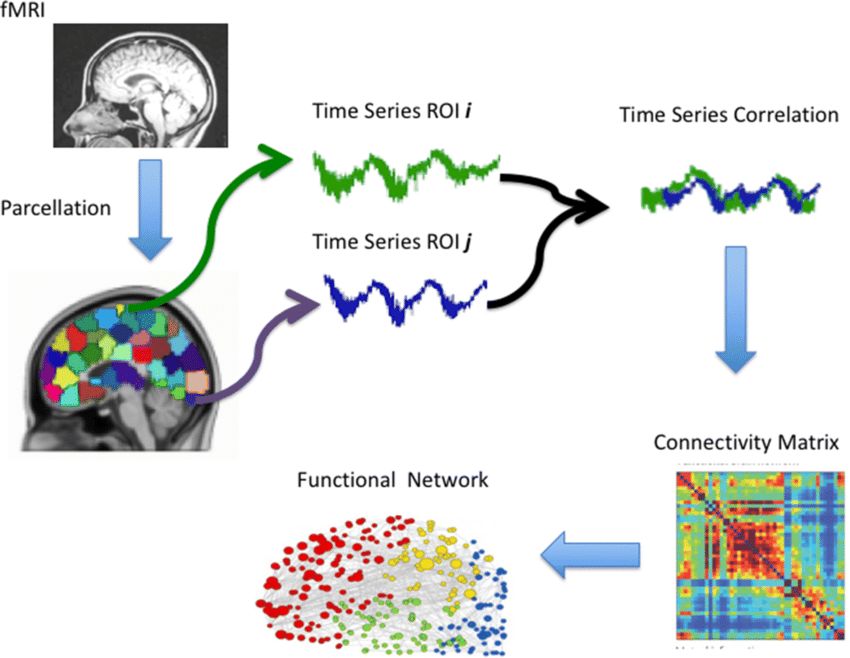 fMRI
Time Series ROI i
Time Series Correlation
Parcellation
Time Series ROI j
Connectivity Matrix
Functional Network